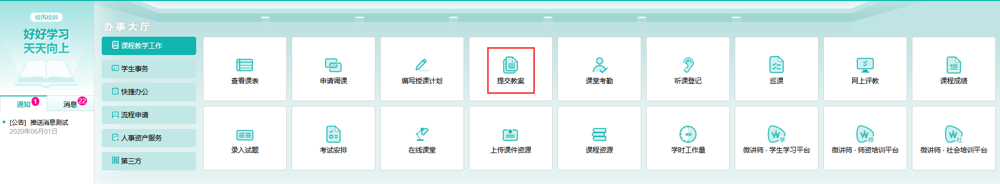 校风校训
好好学习
天天向上
通知 1
消息 22
[公告] 推送消息测试
2020年06月01日
办事大厅
课程教学工作
学生事务
快捷办公
流程申请
人事资产服务
第三方
查看课表
申请调课
编写授课计划
提交教案
课堂考勤
听课登记
巡课
网上评教
100
课程成绩
录入试题
考试安排
在线课堂
上传课件资源
课程资源
30
学时工作量
W学
微讲师 · 学生学习平台
W师
微讲师 · 师资培训平台
W社
微讲师 · 社会培训平台